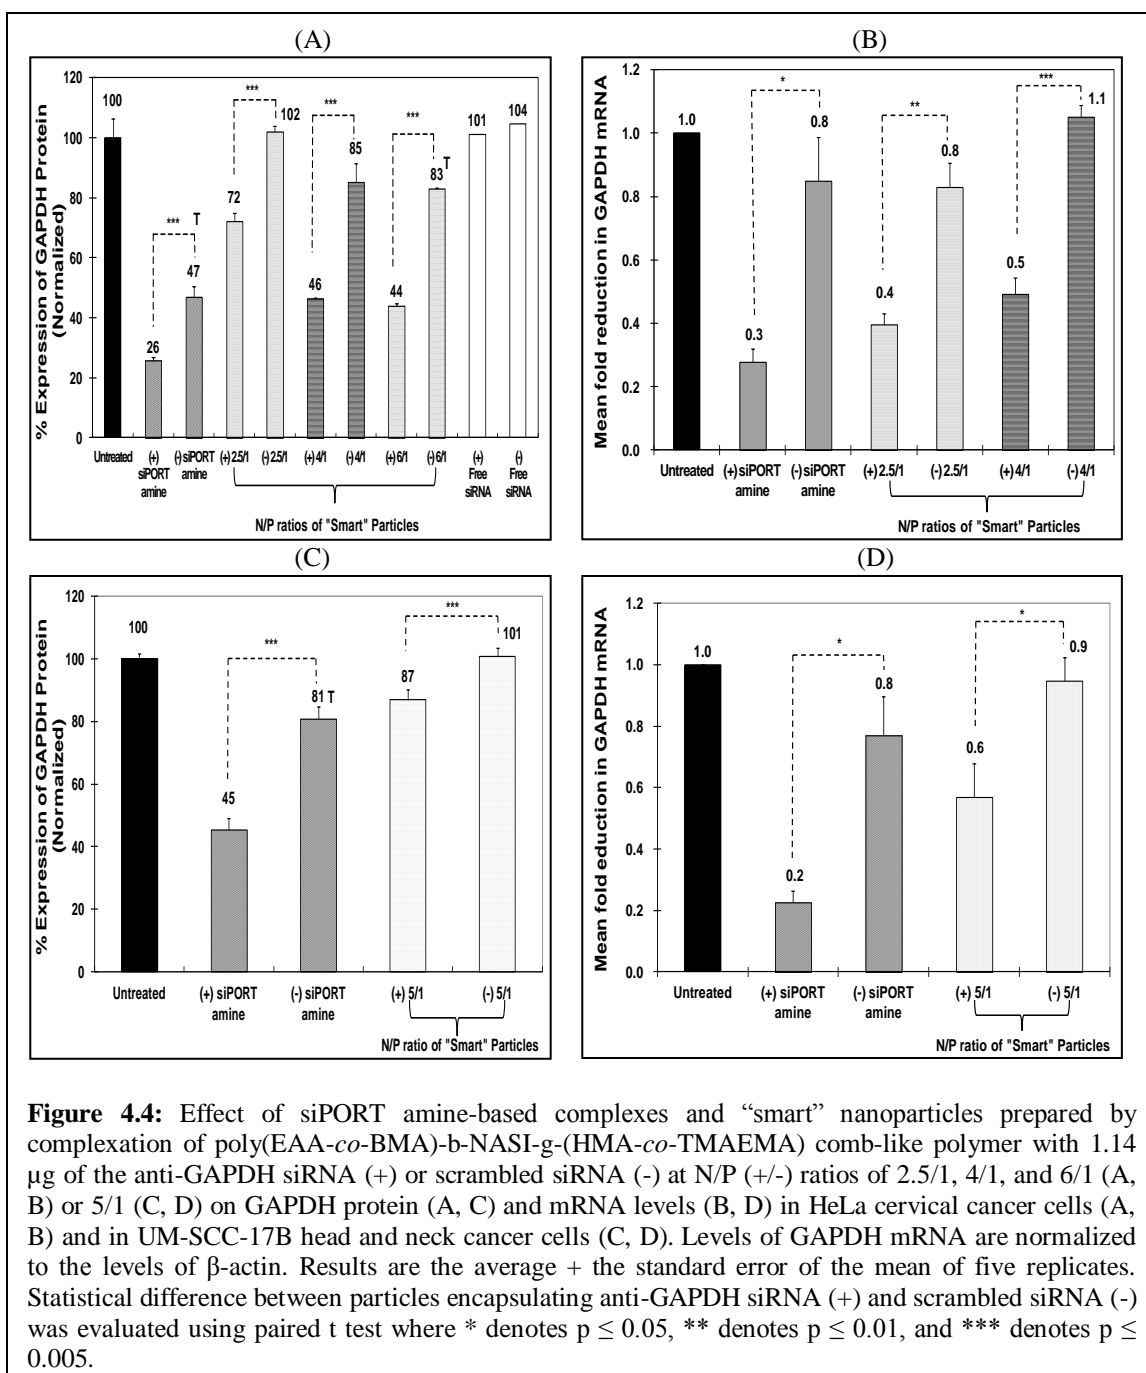 (A)
% Expression of GAPDH Protein
(Normalized)
120
100
80
60
40
20
0
100
26
47
T
72
102
46
85
44
83
T
101
104
***
***
***
***
Untreated
(+) siPORT amine
(-) siPORT amine
(+) 2.5/1
(-) 2.5/1
(+) 4/1
(-) 4/1
(+) 6/1
(-) 6/1
(+) Free siRNA
(-) Free siRNA
N/P ratios of "Smart" Particles
(B)
Mean fold reduction in GAPDH mRNA
1.2
1.0
0.8
0.6
0.4
0.2
0.0
1.0
0.3
0.8
0.4
0.8
0.5
1.1
*
**
***
Untreated
(+) siPORT amine
(-) siPORT amine
(+) 2.5/1
(-) 2.5/1
(+) 4/1
(-) 4/1
N/P ratios of "Smart" Particles
(C)
% Expression of GAPDH Protein
(Normalized)
120
100
80
60
40
20
0
100
45
81 T
87
101
***
***
Untreated
(+) siPORT amine
(-) siPORT amine
(+) 5/1
(-) 5/1
N/P ratio of "Smart" Particles
(D)
Mean fold eduction in GAPDH mRNA
1.2
1.0
0.8
0.6
0.4
0.2
0.0
1.0
0.2
0.8
0.6
0.9
*
*
Untreated
(+) siPORT amine
(-) siPORT amine
(+) 5/1
(-) 5/1
N/P ratio of "Smart" Particles
Figure 4.4: Effect of siPORT amine-based complexes and “smart” nanoparticles prepared by
complexation of poly(EAA-co-BMA)-b-NASI-g-(HMA-co-TMAEMA) comb-like polymer with 1.14
µg of the anti-GAPDH siRNA (+) or scrambled siRNA (-) at N/P (+/-) ratios of 2.5/1, 4/1, and 6/1 (A,
B) or 5/1 (C, D) on GAPDH protein (A, C) and mRNA levels (B, D) in HeLa cervical cancer cells (A,
B) and in UM-SCC-17B head and neck cancer cells (C, D). Levels of GAPDH mRNA are normalized
to the levels of β-actin. Results are the average + the standard error of the mean of five replicates.
Statistical difference between particles encapsulating anti-GAPDH siRNA (+) and scrambled siRNA (-)
was evaluated using paired t test where * denotes p ≤ 0.05, ** denotes p ≤ 0.01, and *** denotes p ≤
0.005.